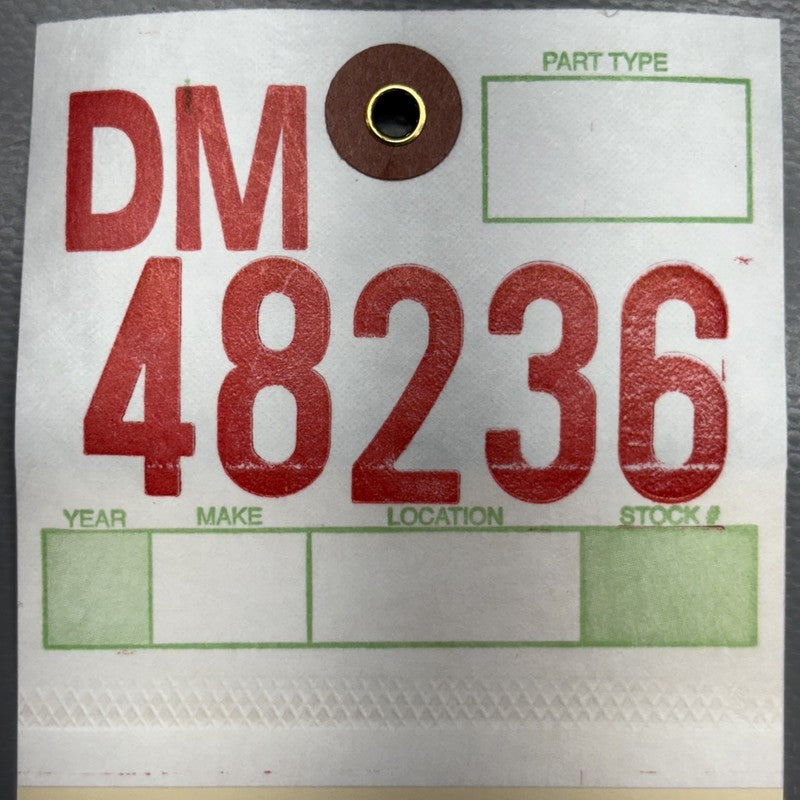 PART TYPE
DM
48236
YEAR MAKE LOCATION STOCK #